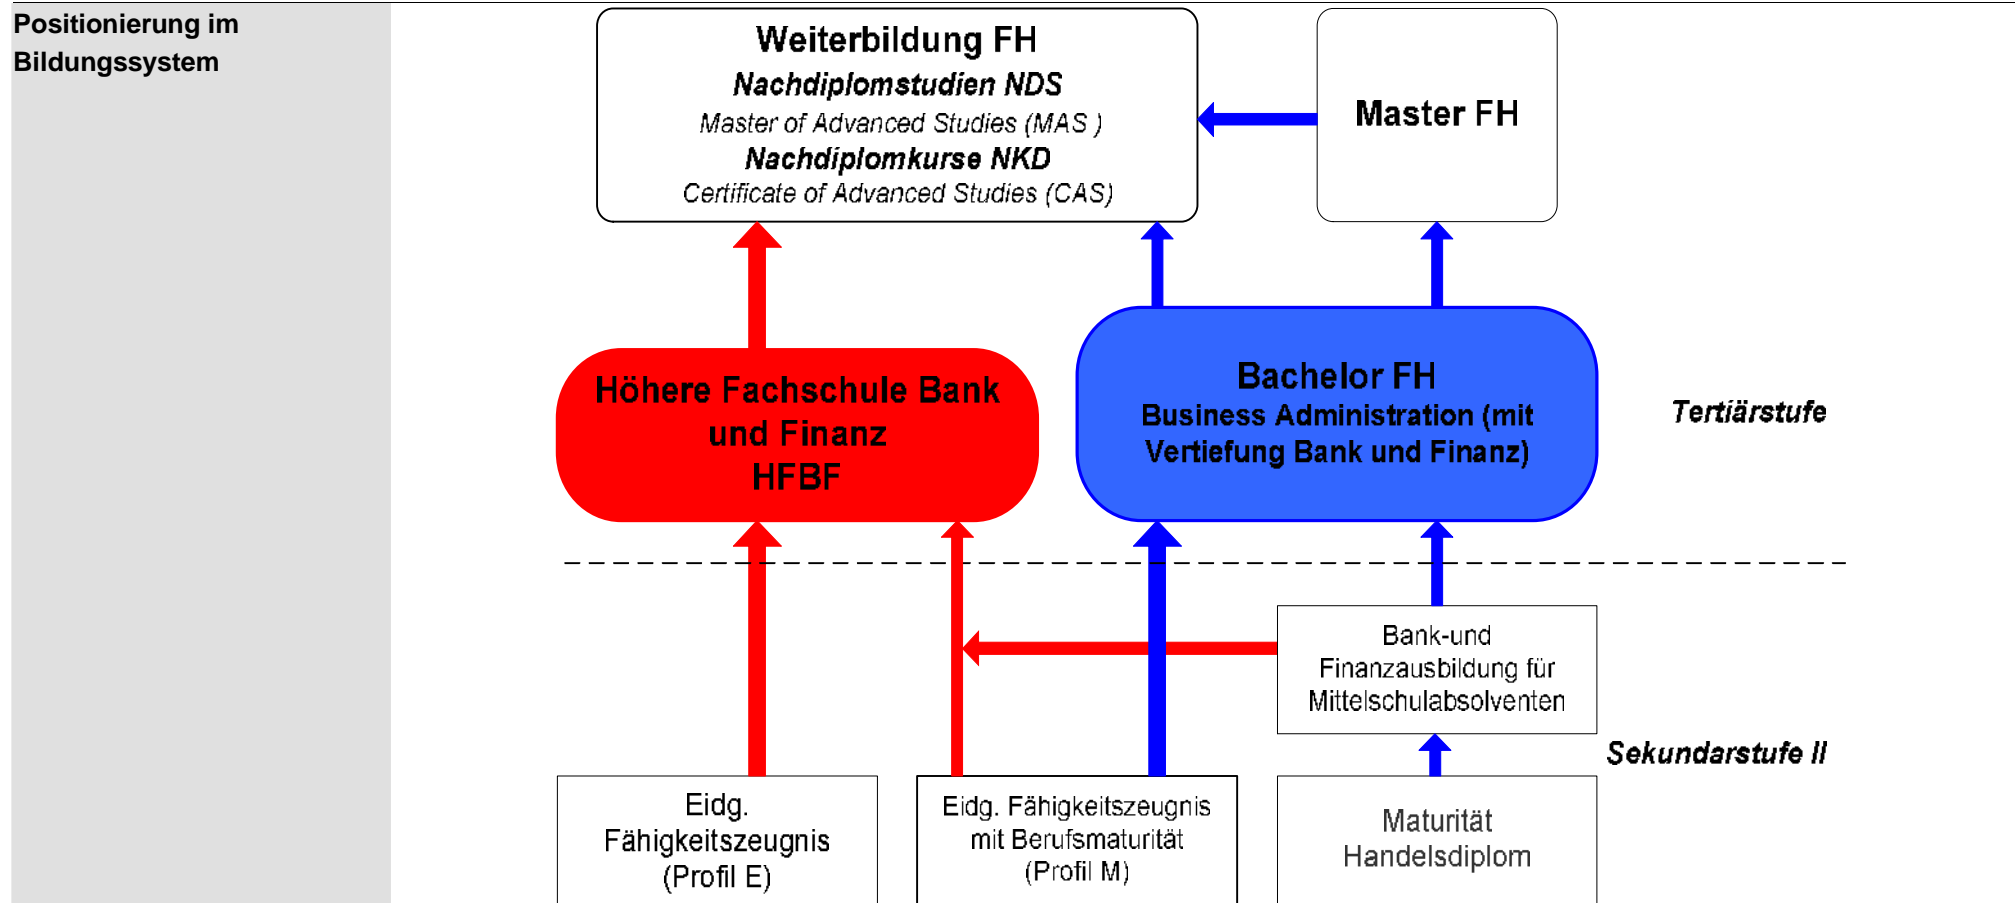 Positionierung im
Bildungssystem
Weiterbildung FH
Nachdiplomstudien NDS
Master of Advanced Studies (MAS )
Nachdiplomkurse NKD
Certificate of Advanced Studies (CAS)
Master FH
Höhere Fachschule Bank
und Finanz
HFBF
Bachelor FH
Business Administration (mit
Vertiefung Bank und Finanz)
Tertiärstufe
Bank-und
Finanzausbildung für
Mittelschulabsolventen
Sekundarstufe II
Eidg.
Fähigkeitszeugnis
(Profil E)
Eidg. Fähigkeitszeugnis
mit Berufsmaturität
(Profil M)
Maturität
Handelsdiplom